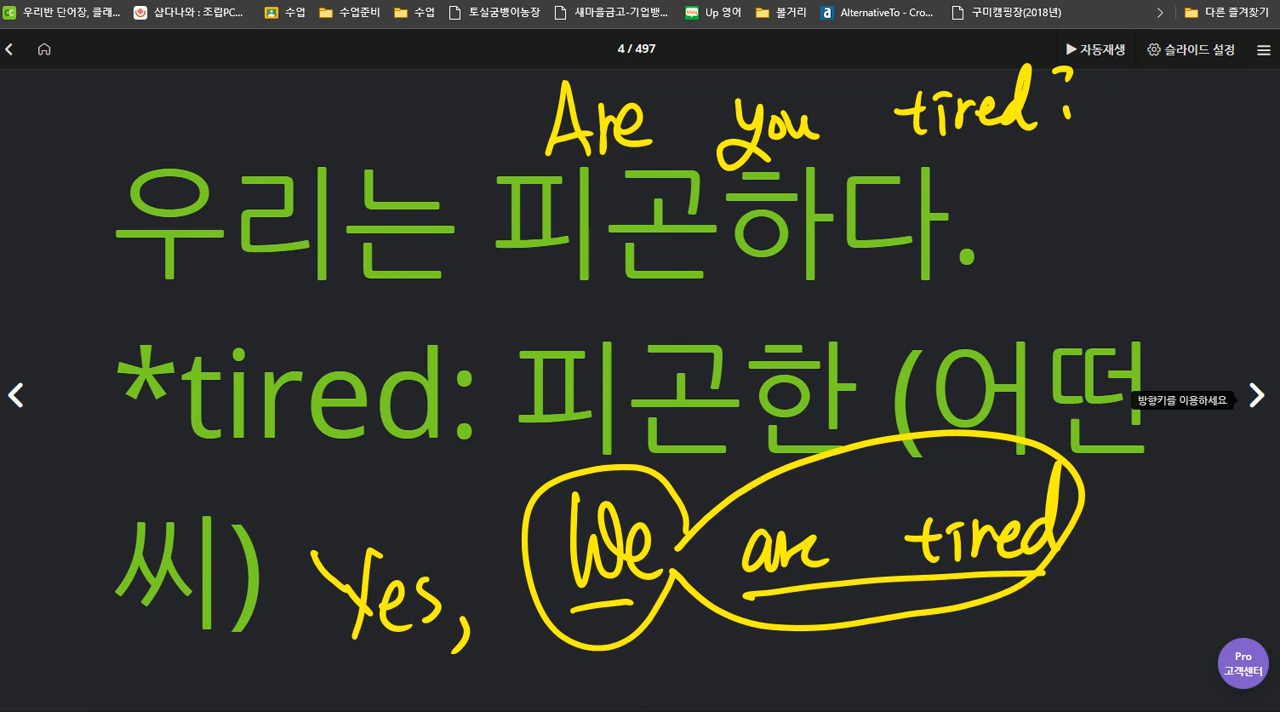 우리반 단어장, 클래... 샵다나와 : 조립PC... 수업 수업준비 수업 토실굼벵이농장 새마을금고-기업뱅... Up 영어 볼거리 AlternativeTo - Cro... 구미캠핑장(2018년) 다른 즐겨찾기
4 / 497 자동재생 슬라이드 설정
Are you tired?
우리는 피곤하다.
*tired: 피곤한 (어떤
방향키를 이용하세요
씨)
Yes, We are tired
Pro
고객센터